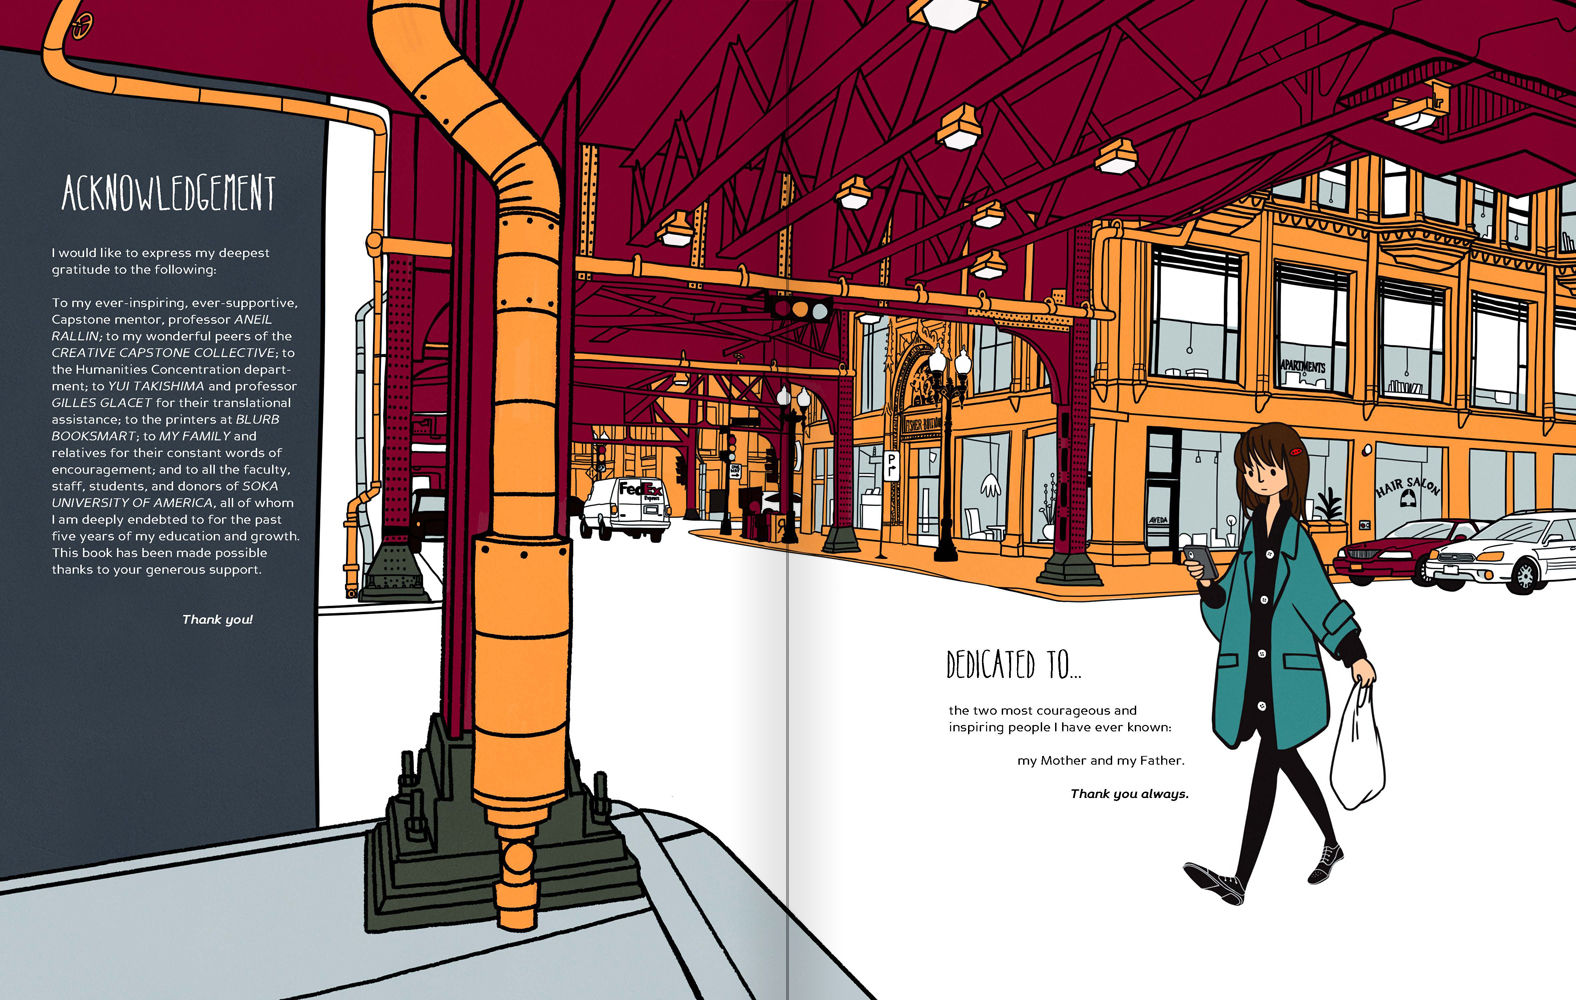 ACKNOWLEDGEMENT
I would like to express my deepest
gratitude to the following:
To my ever-inspiring, ever-supportive,
Capstone mentor, professor ANEIL
RALLIN; to my wonderful peers of the
CREATIVE CAPSTONE COLLECTIVE; to
the Humanities Concentration depart-
ment; to YUI TAKISHIMA and professor
GILLES GLACET for their translational
assistance; to the printers at BLURB
BOOKSMART; to MY FAMILY and
relatives for their constant words of
encouragement; and to all the faculty,
staff, students, and donors of SOKA
UNIVERSITY OF AMERICA, all of whom
I am deeply endebted to for the past
five years of my education and growth.
This book has been made possible
thanks to your generous support.
Thank you!
FedEx
Express
P
APARTMENTS
AVEDA
HAIR SALON
DEDICATED TO...
the two most courageous and
inspiring people I have ever known:
my Mother and my Father.
Thank you always.